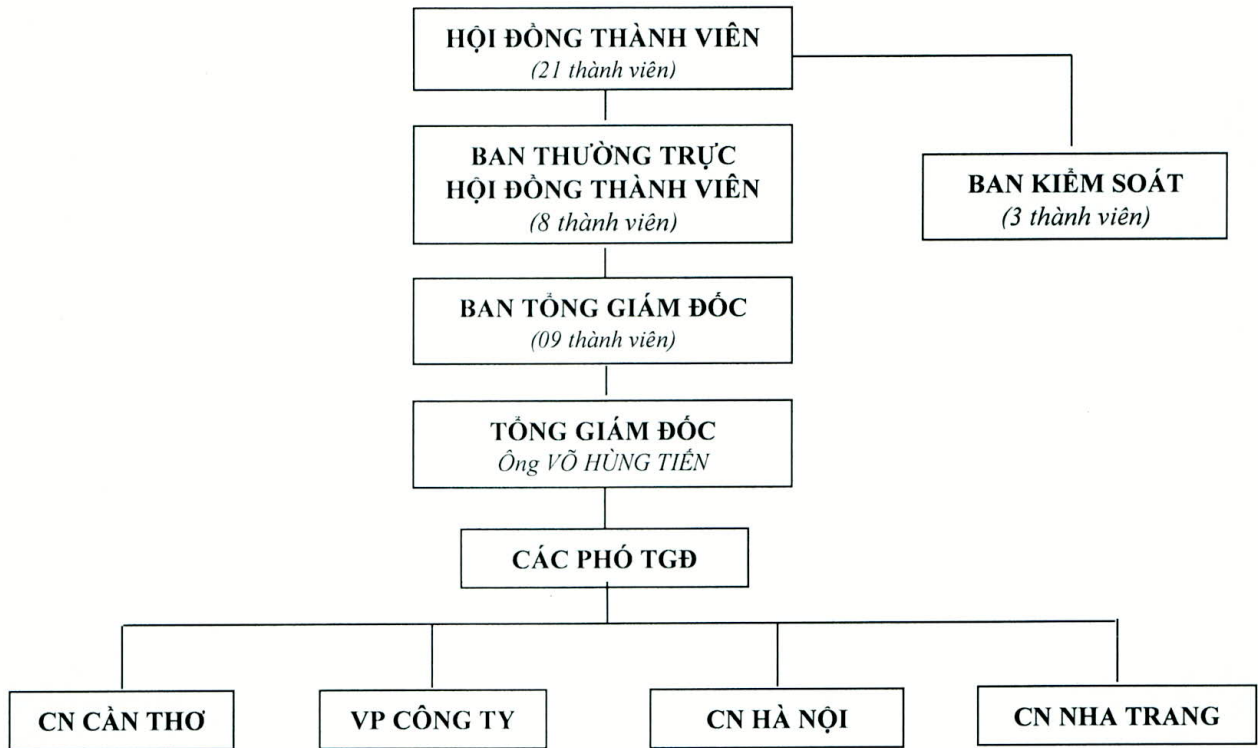 HỘI ĐỒNG THÀNH VIÊN
(21 thành viên)
BAN THƯỜNG TRỰC
HỘI ĐỒNG THÀNH VIÊN
(8 thành viên)
BAN KIỂM SOÁT
(3 thành viên)
BAN TỔNG GIÁM ĐỐC
(09 thành viên)
TỔNG GIÁM ĐỐC
Ông VÕ HÙNG TIẾN
CÁC PHÓ TGĐ
CN CẦN THƠ
VP CÔNG TY
CN HÀ NỘI
CN NHA TRANG